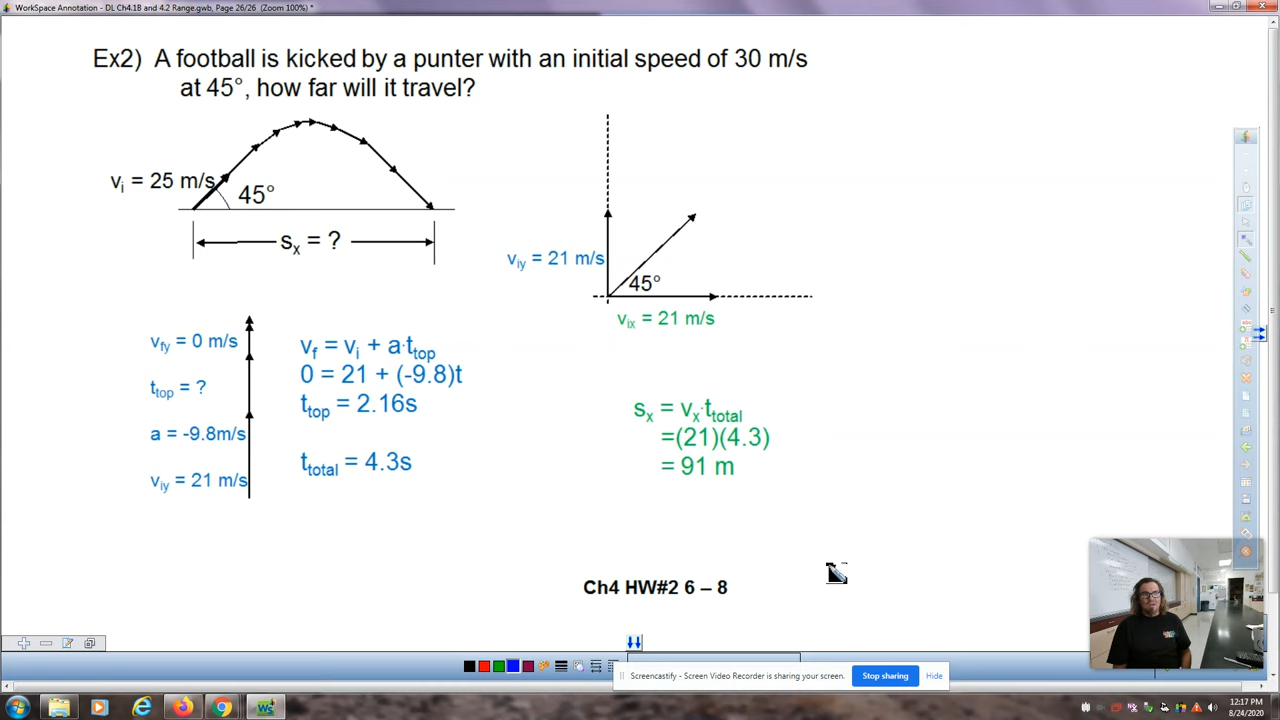 WorkSpace Annotation - DL Ch4.1B and 4.2 Range.gwb, Page 26/26 (Zoom 100%) *
Ex2) A football is kicked by a punter with an initial speed of 30 m/s
at 45°, how far will it travel?
vi = 25 m/s
45°
sx = ?
viy = 21 m/s
45°
vix = 21 m/s
vfy = 0 m/s
ttop = ?
a = -9.8m/s
viy = 21 m/s
vf = vi + a·ttop
0 = 21 + (-9.8)t
ttop = 2.16s
ttotal = 4.3s
sx = vx·ttotal
=(21)(4.3)
= 91 m
Ch4 HW#2 6 – 8
Screencastify - Screen Video Recorder is sharing your screen.
Stop sharing
Hide
12:17 PM
8/24/2020